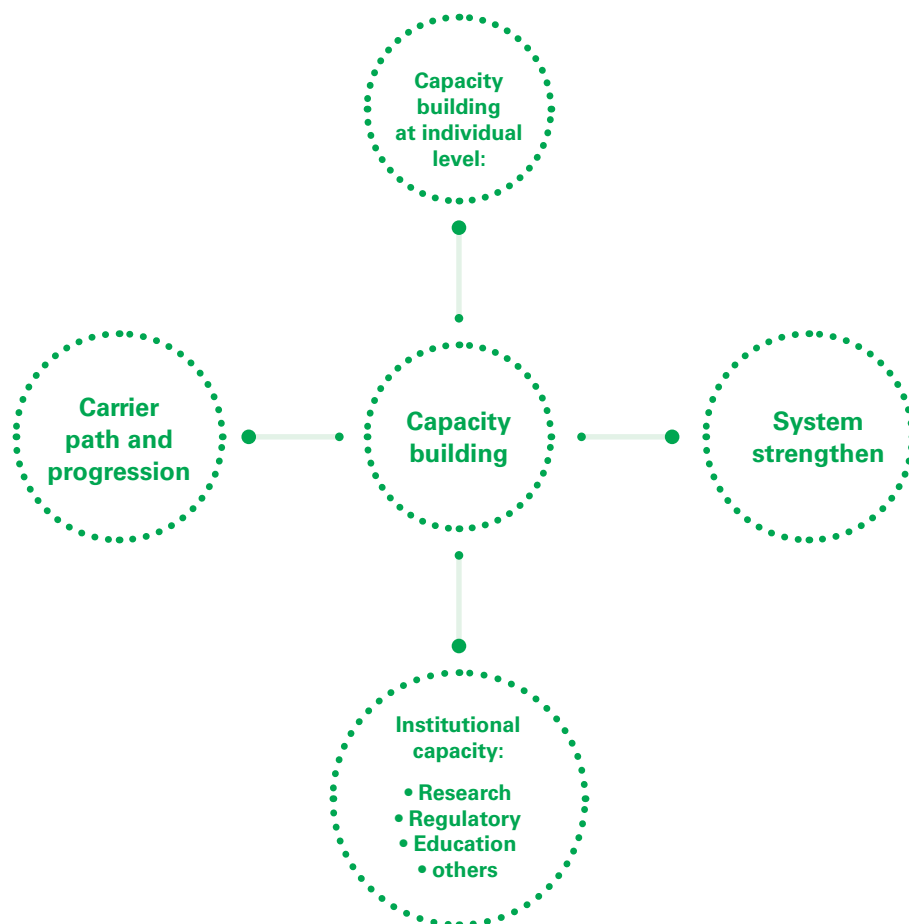 Capacity
building
at individual
level:
Carrier
path and
progression
Capacity
building
System
strengthen
Institutional
capacity:
• Research
• Regulatory
• Education
• others